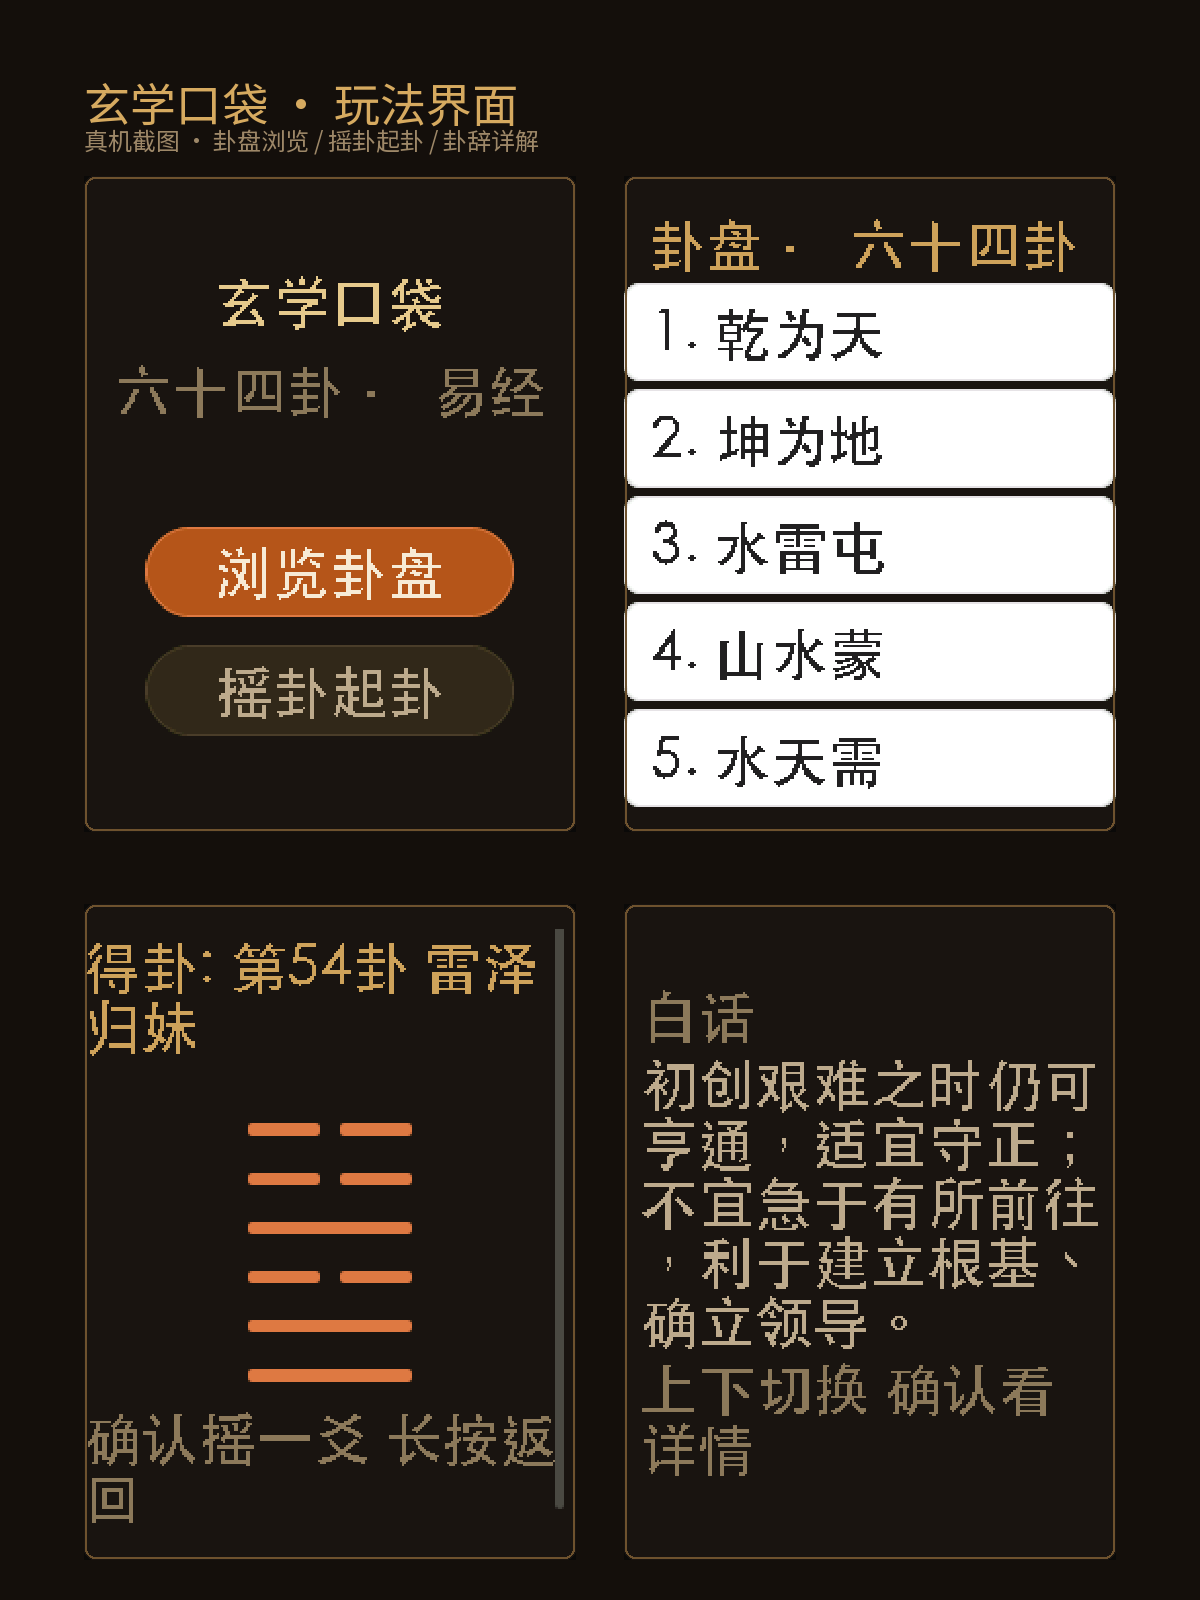 玄学口袋 · 玩法界面
真机截图 · 卦盘浏览 / 摇卦起卦 / 卦辞详解
玄学口袋
六十四卦 · 易经
浏览卦盘
摇卦起卦
卦盘 · 六十四卦
1. 乾为天
2. 坤为地
3. 水雷屯
4. 山水蒙
5. 水天需
得卦: 第54卦 雷泽
归妹
确认摇一爻 长按返
回
白话
初创艰难之时仍可
亨通，适宜守正；
不宜急于有所前往
，利于建立根基、
确立领导。
上下切换 确认看
详情